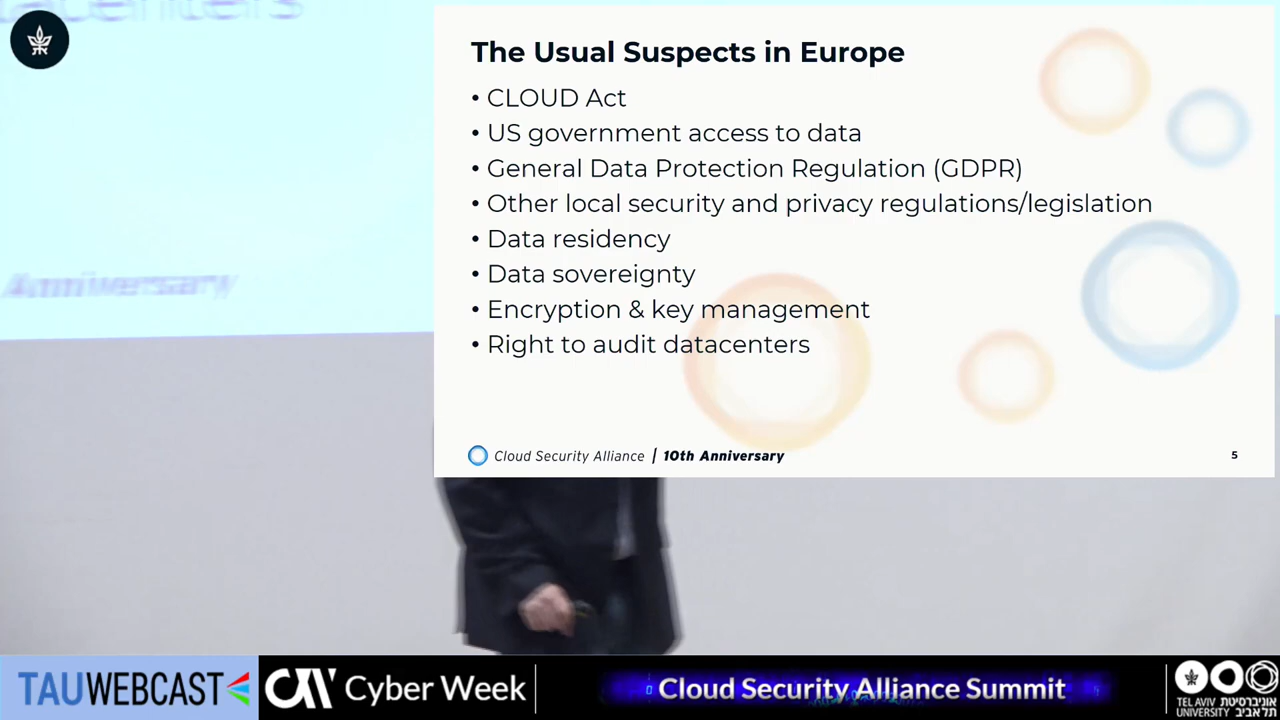 The Usual Suspects in Europe
• CLOUD Act
• US government access to data
• General Data Protection Regulation (GDPR)
• Other local security and privacy regulations/legislation
• Data residency
• Data sovereignty
• Encryption & key management
• Right to audit datacenters
Cloud Security Alliance | 10th Anniversary
5
Anniversary
TAUWEBCAST
Cyber Week
Cloud Security Alliance Summit
TEL AVIV אוניברסיטת
UNIVERSITY תל אביב